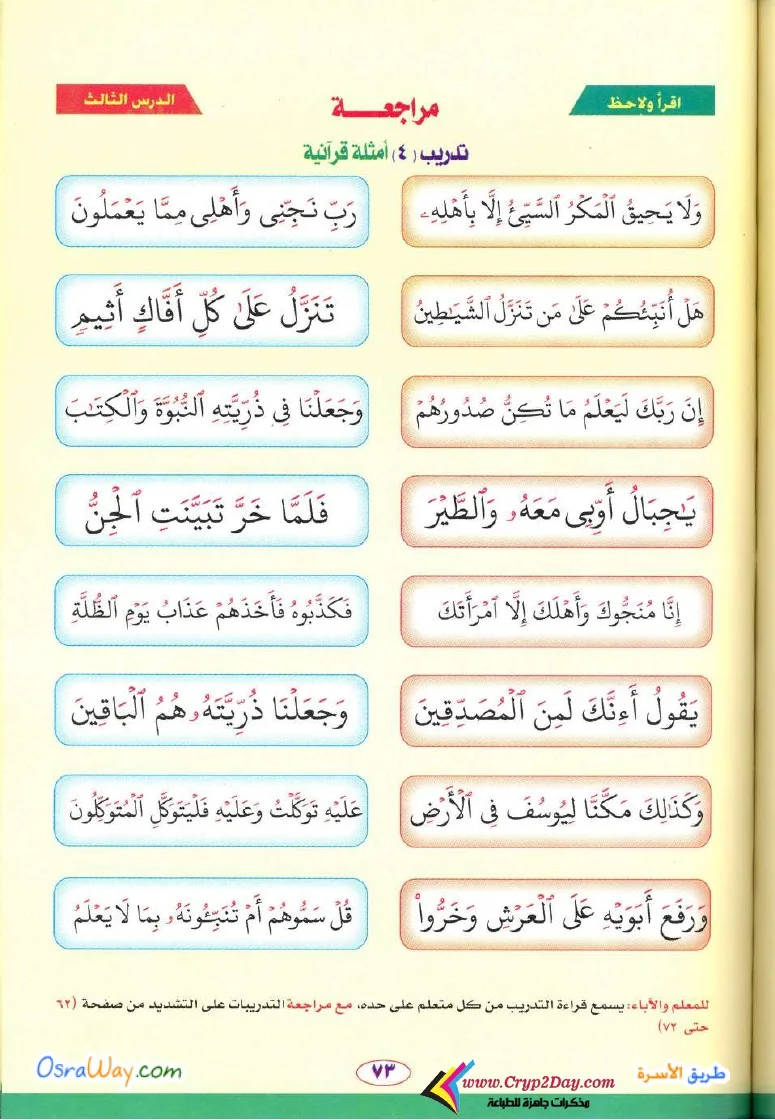 اقرأ ولاحظ
مراجعــــة
الدرس الثالث
تدريب (٤) أمثلة قرآنية
وَلَا يَحِيقُ ٱلْمَكْرُ ٱلسَّيِّئُ إِلَّا بِأَهْلِهِۦ
رَبِّ نَجِّنِى وَأَهْلِى مِمَّا يَعْمَلُونَ
هَلْ أُنَبِّئُكُمْ عَلَىٰ مَن تَنَزَّلُ ٱلشَّيَـٰطِينُ
تَنَزَّلُ عَلَىٰ كُلِّ أَفَّاكٍ أَثِيمٍ
إِنَّ رَبَّكَ لَيَعْلَمُ مَا تُكِنُّ صُدُورُهُمْ
وَجَعَلْنَا فِى ذُرِّيَّتِهِ ٱلنُّبُوَّةَ وَٱلْكِتَـٰبَ
يَـٰجِبَالُ أَوِّبِى مَعَهُۥ وَٱلطَّيْرَ
فَلَمَّا خَرَّ تَبَيَّنَتِ ٱلْجِنُّ
إِنَّا مُنَجُّوكَ وَأَهْلَكَ إِلَّا ٱمْرَأَتَكَ
فَكَذَّبُوهُ فَأَخَذَهُمْ عَذَابُ يَوْمِ ٱلظُّلَّةِ
يَقُولُ أَءِنَّكَ لَمِنَ ٱلْمُصَدِّقِينَ
وَجَعَلْنَا ذُرِّيَّتَهُۥ هُمُ ٱلْبَاقِينَ
وَكَذَٰلِكَ مَكَّنَّا لِيُوسُفَ فِى ٱلْأَرْضِ
عَلَيْهِ تَوَكَّلْتُ وَعَلَيْهِ فَلْيَتَوَكَّلِ ٱلْمُتَوَكِّلُونَ
وَرَفَعَ أَبَوَيْهِ عَلَى ٱلْعَرْشِ وَخَرُّوا۟
قُلْ سَمُّوهُمْ أَمْ تُنَبِّـُٔونَهُۥ بِمَا لَا يَعْلَمُ
للمعلم والآباء: يسمع قراءة التدريب من كل متعلم على حده، مع مراجعة التدريبات على التشديد من صفحة (٦٢
حتى ٧٢)
طريق الأسرة
www.Cryp2Day.com
مذكرات جاهزة للطباعة
٧٣
OsraWay.com